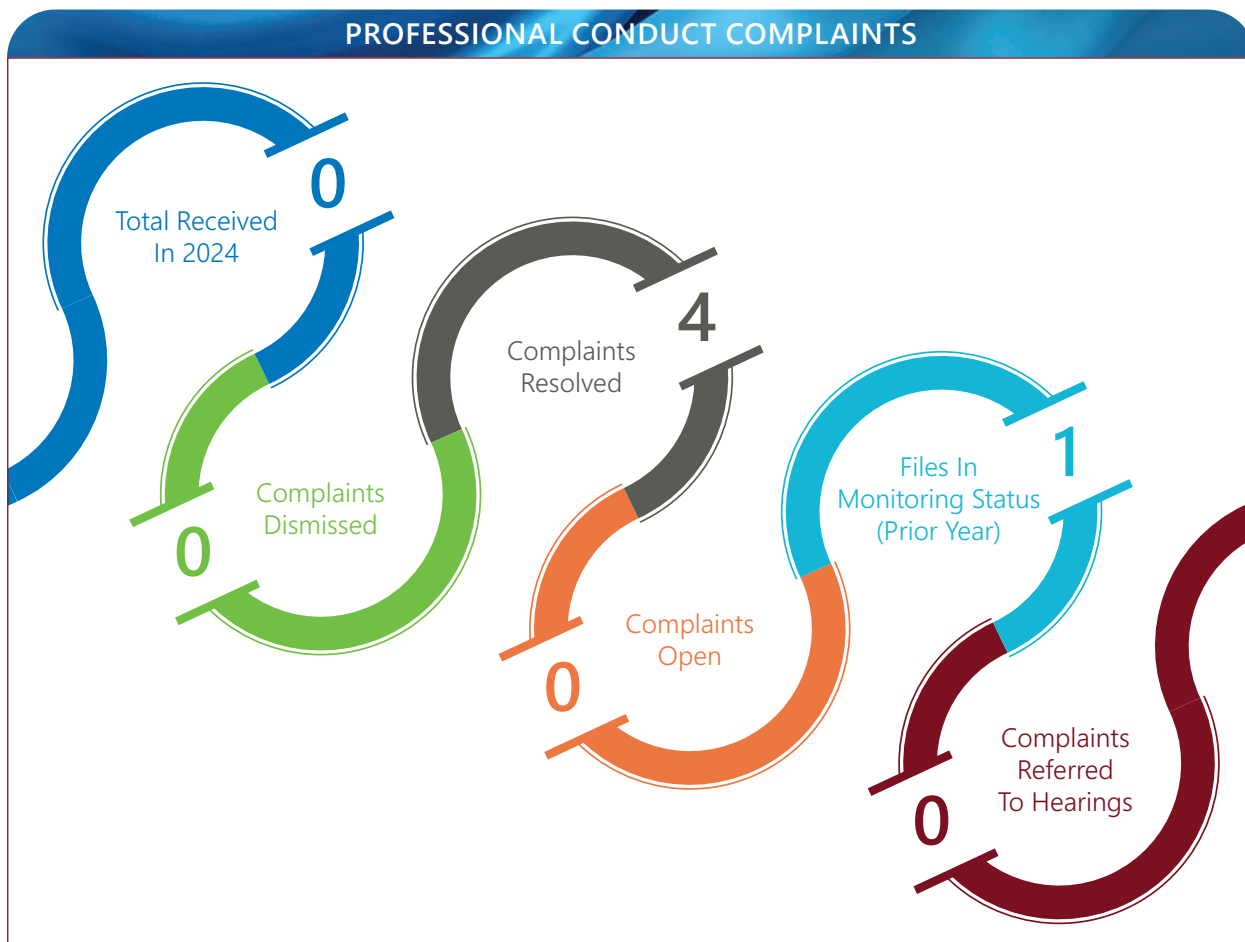 PROFESSIONAL CONDUCT COMPLAINTS
Total Received
In 2024
0
Complaints
Dismissed
0
Complaints
Resolved
4
Complaints
Open
0
Files In
Monitoring Status
(Prior Year)
1
Complaints
Referred
To Hearings
0